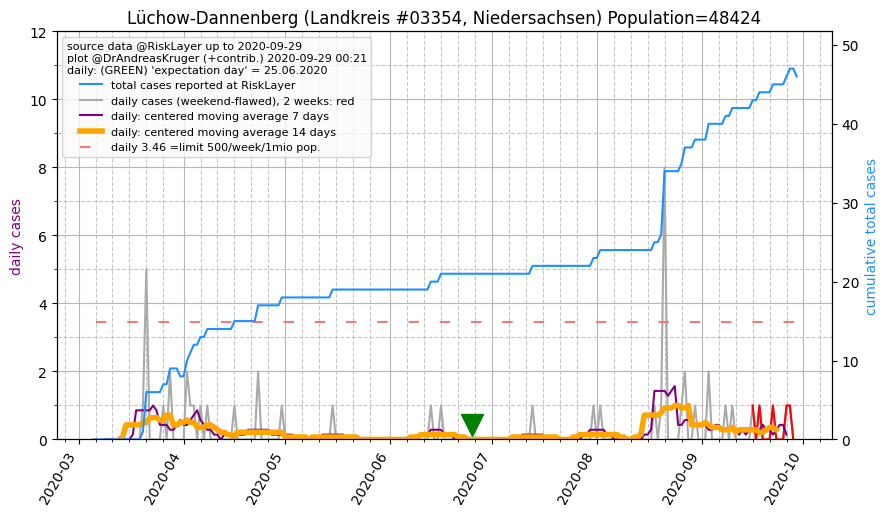 Lüchow-Dannenberg (Landkreis #03354, Niedersachsen) Population=48424
source data @RiskLayer up to 2020-09-29
plot @DrAndreasKruger (+contrib.) 2020-09-29 00:21
daily: (GREEN) 'expectation day' = 25.06.2020
total cases reported at RiskLayer
daily cases (weekend-flawed), 2 weeks: red
daily: centered moving average 7 days
daily: centered moving average 14 days
daily 3.46 =limit 500/week/1mio pop.
daily cases
12
10
8
6
4
2
0
cumulative total cases
50
40
30
20
10
0
2020-03
2020-04
2020-05
2020-06
2020-07
2020-08
2020-09
2020-10